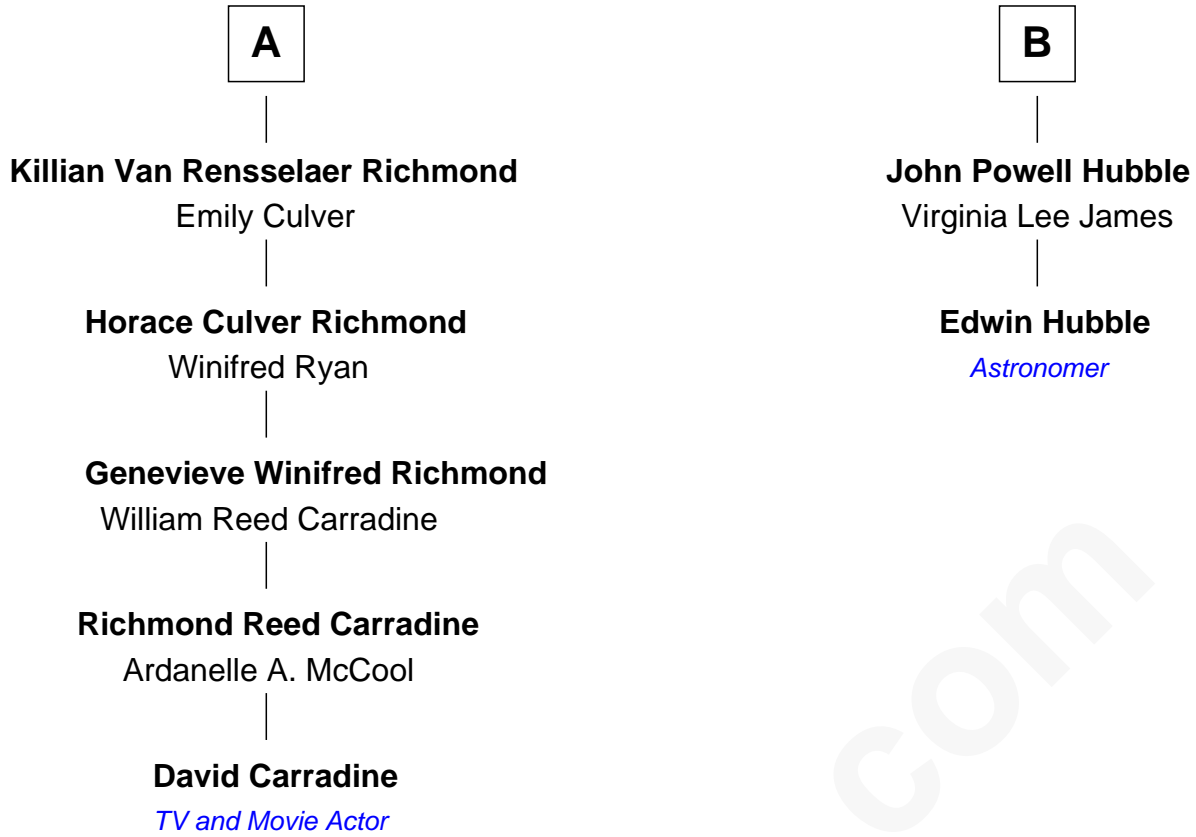 A
Killian Van Rensselaer Richmond
Emily Culver
Horace Culver Richmond
Winifred Ryan
Genevieve Winifred Richmond
William Reed Carradine
Richmond Reed Carradine
Ardanelle A. McCool
David Carradine
TV and Movie Actor
B
John Powell Hubble
Virginia Lee James
Edwin Hubble
Astronomer
com